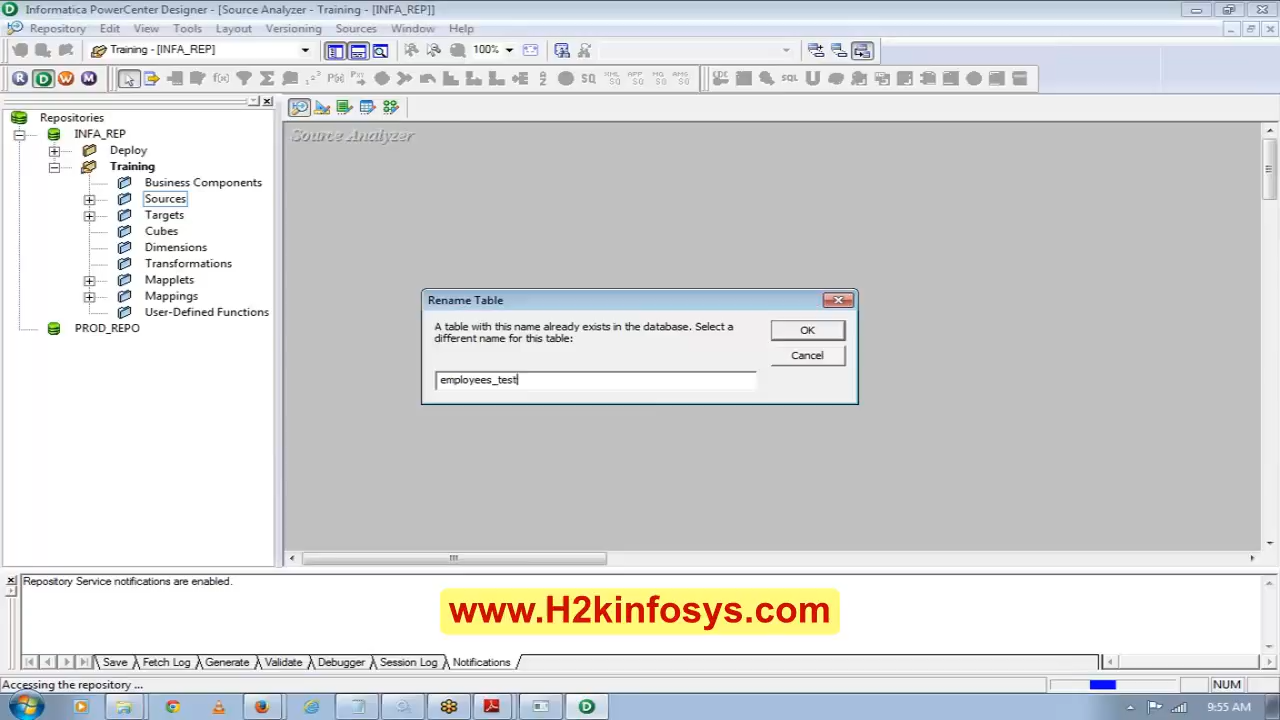 Informatica PowerCenter Designer - [Source Analyzer - Training - [INFA_REP]]
Repository Edit View Tools Layout Transformations Versioning Sources Window Help
Training - [INFA_REP]
100%
R D W M
Repositories
INFA_REP
Deploy
Training
Business Components
Sources
Targets
Cubes
Dimensions
Transformations
Mapplets
Mappings
User-Defined Functions
PROD_REPO
Source Analyzer
Rename Table
A table with this name already exists in the database. Select a
different name for this table:
OK
Cancel
employees_test
Repository Service notifications are enabled.
www.H2kinfosys.com
Save Fetch Log Generate Validate Debugger Session Log Notifications
Accessing the repository ...
NUM
9:55 AM